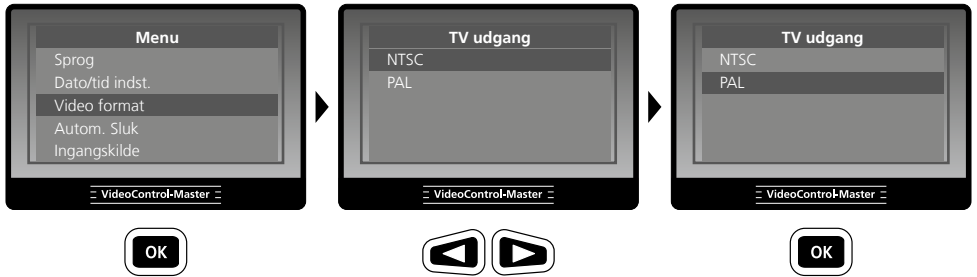 Menu
Sprog
Dato/tid indst.
Video format
Autom. Sluk
Ingangskilde
VideoControl-Master
OK
TV udgang
NTSC
PAL
VideoControl-Master
TV udgang
NTSC
PAL
VideoControl-Master
OK